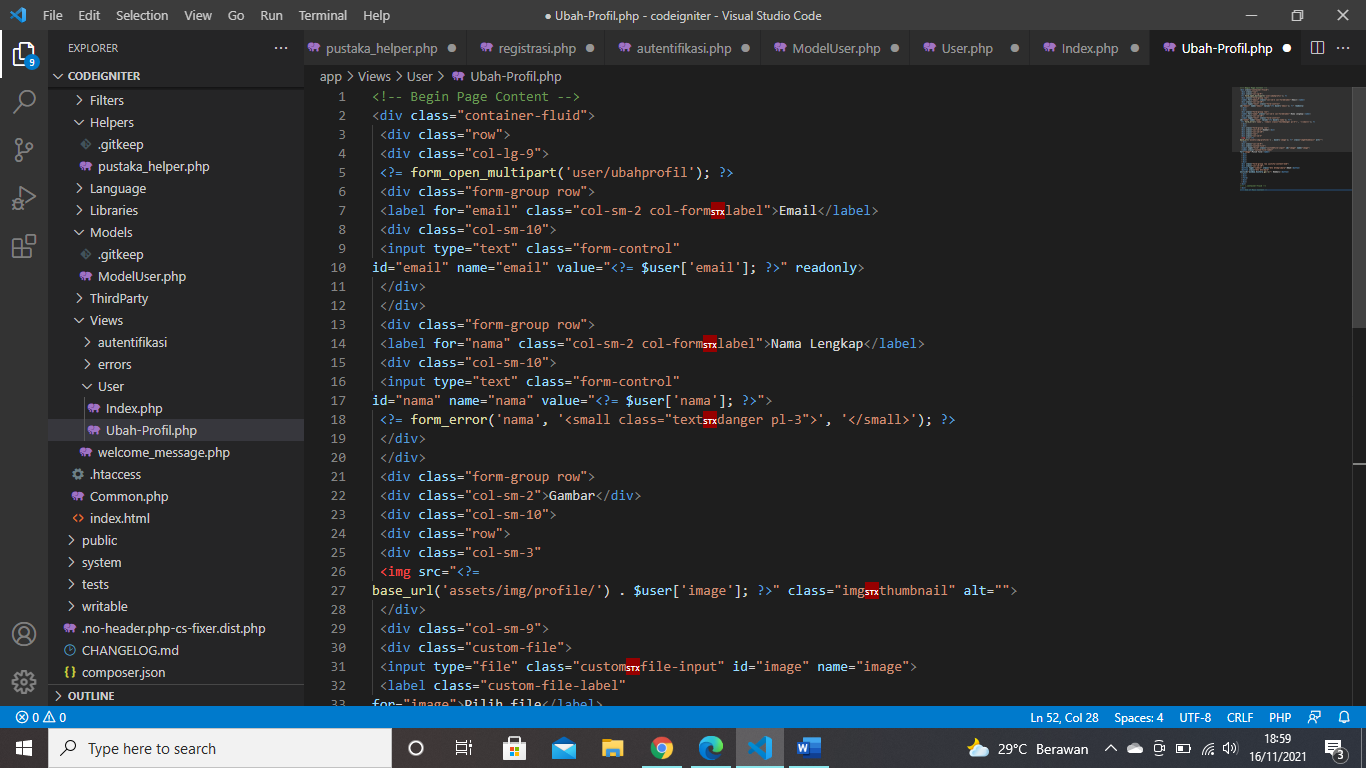 File Edit Selection View Go Run Terminal Help
● Ubah-Profil.php - codeigniter - Visual Studio Code
EXPLORER
CODEIGNITER
Filters
Helpers
.gitkeep
pustaka_helper.php
Language
Libraries
Models
.gitkeep
ModelUser.php
ThirdParty
Views
autentifikasi
errors
User
Index.php
Ubah-Profil.php
welcome_message.php
.htaccess
Common.php
index.html
public
system
tests
writable
.no-header.php-cs-fixer.dist.php
CHANGELOG.md
composer.json
OUTLINE
9
pustaka_helper.php registrasi.php autentifikasi.php ModelUser.php User.php Index.php Ubah-Profil.php
app > Views > User > Ubah-Profil.php
1 <!-- Begin Page Content -->
2 <div class="container-fluid">
3 <div class="row">
4 <div class="col-lg-9">
5 <?= form_open_multipart('user/ubahprofil'); ?>
6 <div class="form-group row">
7 <label for="email" class="col-sm-2 col-formSTXlabel">Email</label>
8 <div class="col-sm-10">
9 <input type="text" class="form-control"
10 id="email" name="email" value="<?= $user['email']; ?>" readonly>
11 </div>
12 </div>
13 <div class="form-group row">
14 <label for="nama" class="col-sm-2 col-formSTXlabel">Nama Lengkap</label>
15 <div class="col-sm-10">
16 <input type="text" class="form-control"
17 id="nama" name="nama" value="<?= $user['nama']; ?>">
18 <?= form_error('nama', '<small class="textSTXdanger pl-3">', '</small>'); ?>
19 </div>
20 </div>
21 <div class="form-group row">
22 <div class="col-sm-2">Gambar</div>
23 <div class="col-sm-10">
24 <div class="row">
25 <div class="col-sm-3"
26 <img src="<?=
27 base_url('assets/img/profile/') . $user['image']; ?>" class="imgSTXthumbnail" alt="">
28 </div>
29 <div class="col-sm-9">
30 <div class="custom-file">
31 <input type="file" class="customSTXfile-input" id="image" name="image">
32 <label class="custom-file-label"
33 for="image">Pilih file</label>
0 0
Ln 52, Col 28 Spaces: 4 UTF-8 CRLF PHP
Type here to search
29°C Berawan
18:59
16/11/2021
3